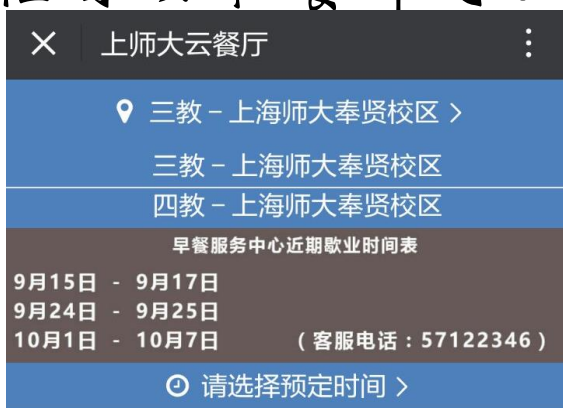 上师大云餐厅
三教 - 上海师大奉贤校区 >
三教 - 上海师大奉贤校区
四教 - 上海师大奉贤校区
早餐服务中心近期歇业时间表
9月15日 - 9月17日
9月24日 - 9月25日
10月1日 - 10月7日 (客服电话：57122346)
请选择预定时间 >